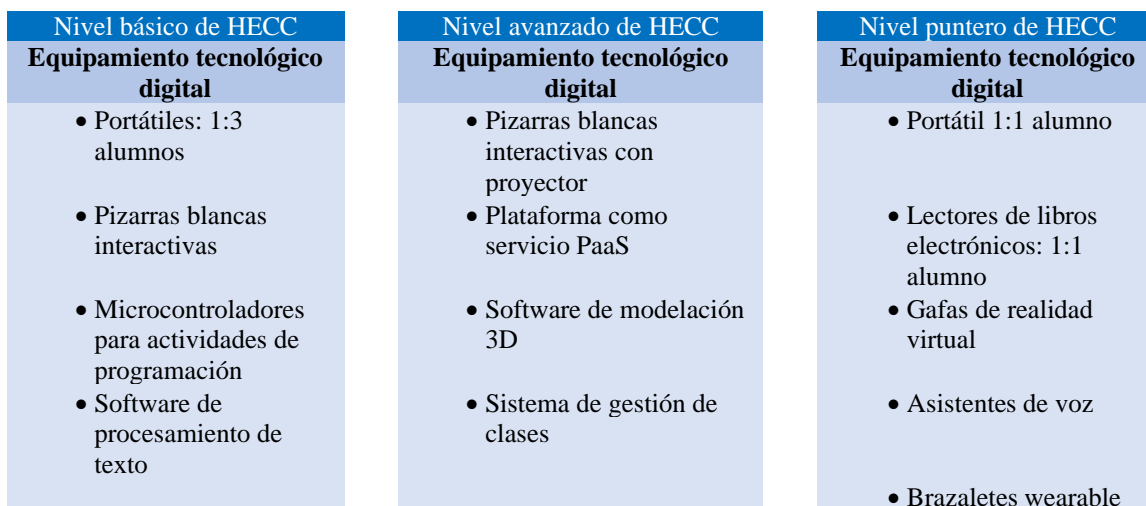 Nivel básico de HECC
Equipamiento tecnológico
digital
• Portátiles: 1:3
alumnos
• Pizarras blancas
interactivas
• Microcontroladores
para actividades de
programación
• Software de
procesamiento de
texto
Nivel avanzado de HECC
Equipamiento tecnológico
digital
• Pizarras blancas
interactivas con
proyector
• Plataforma como
servicio PaaS
• Software de modelación
3D
• Sistema de gestión de
clases
Nivel puntero de HECC
Equipamiento tecnológico
digital
• Portátil 1:1 alumno
• Lectores de libros
electrónicos: 1:1
alumno
• Gafas de realidad
virtual
• Asistentes de voz
• Brazaletes wearable